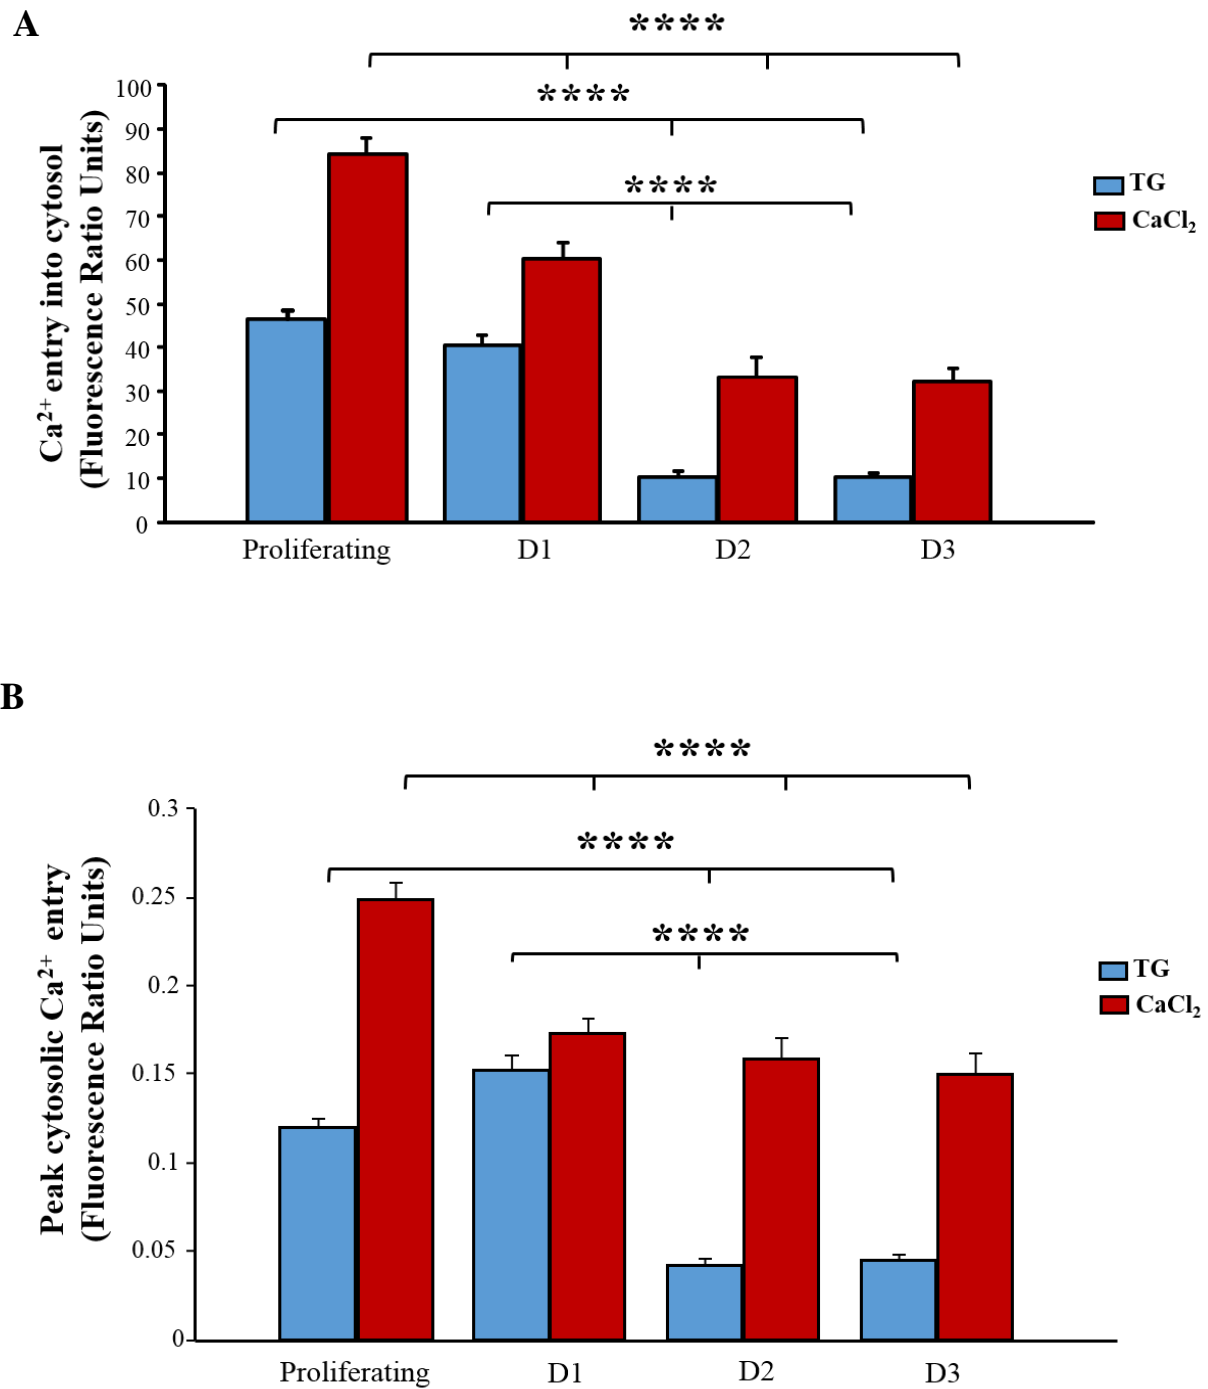 A
****
****
****
100
90
80
70
60
50
40
30
20
10
0
Ca²⁺ entry into cytosol
(Fluorescence Ratio Units)
TG
CaCl₂
Proliferating D1 D2 D3
B
****
****
****
0.3
0.25
0.2
0.15
0.1
0.05
0
Peak cytosolic Ca²⁺ entry
(Fluorescence Ratio Units)
TG
CaCl₂
Proliferating D1 D2 D3